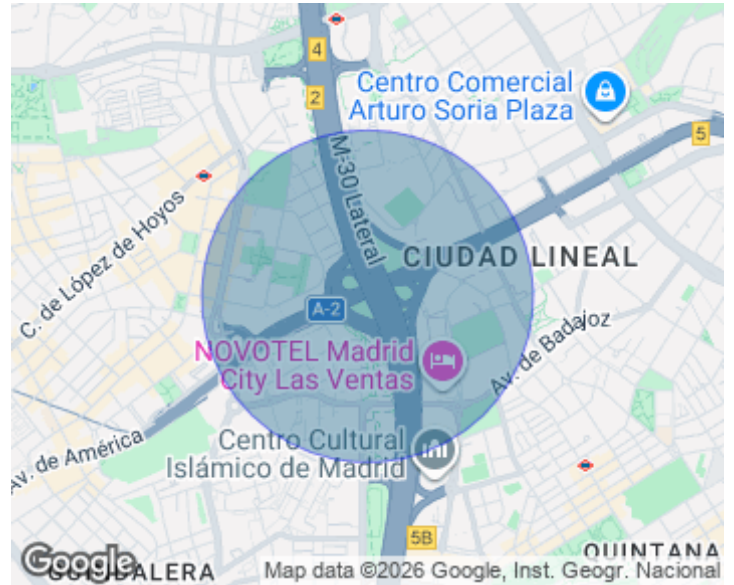 4
2
Centro Comercial
Arturo Soria Plaza
5
M-30 Lateral
C. de López de Hoyos
CIUDAD LINEAL
A-2
Av. de Badajoz
NOVOTEL Madrid
City Las Ventas
Av. de América
Centro Cultural
Islámico de Madrid
5B
QUINTANA
Google
GUINDALERA
Map data ©2026 Google, Inst. Geogr. Nacional